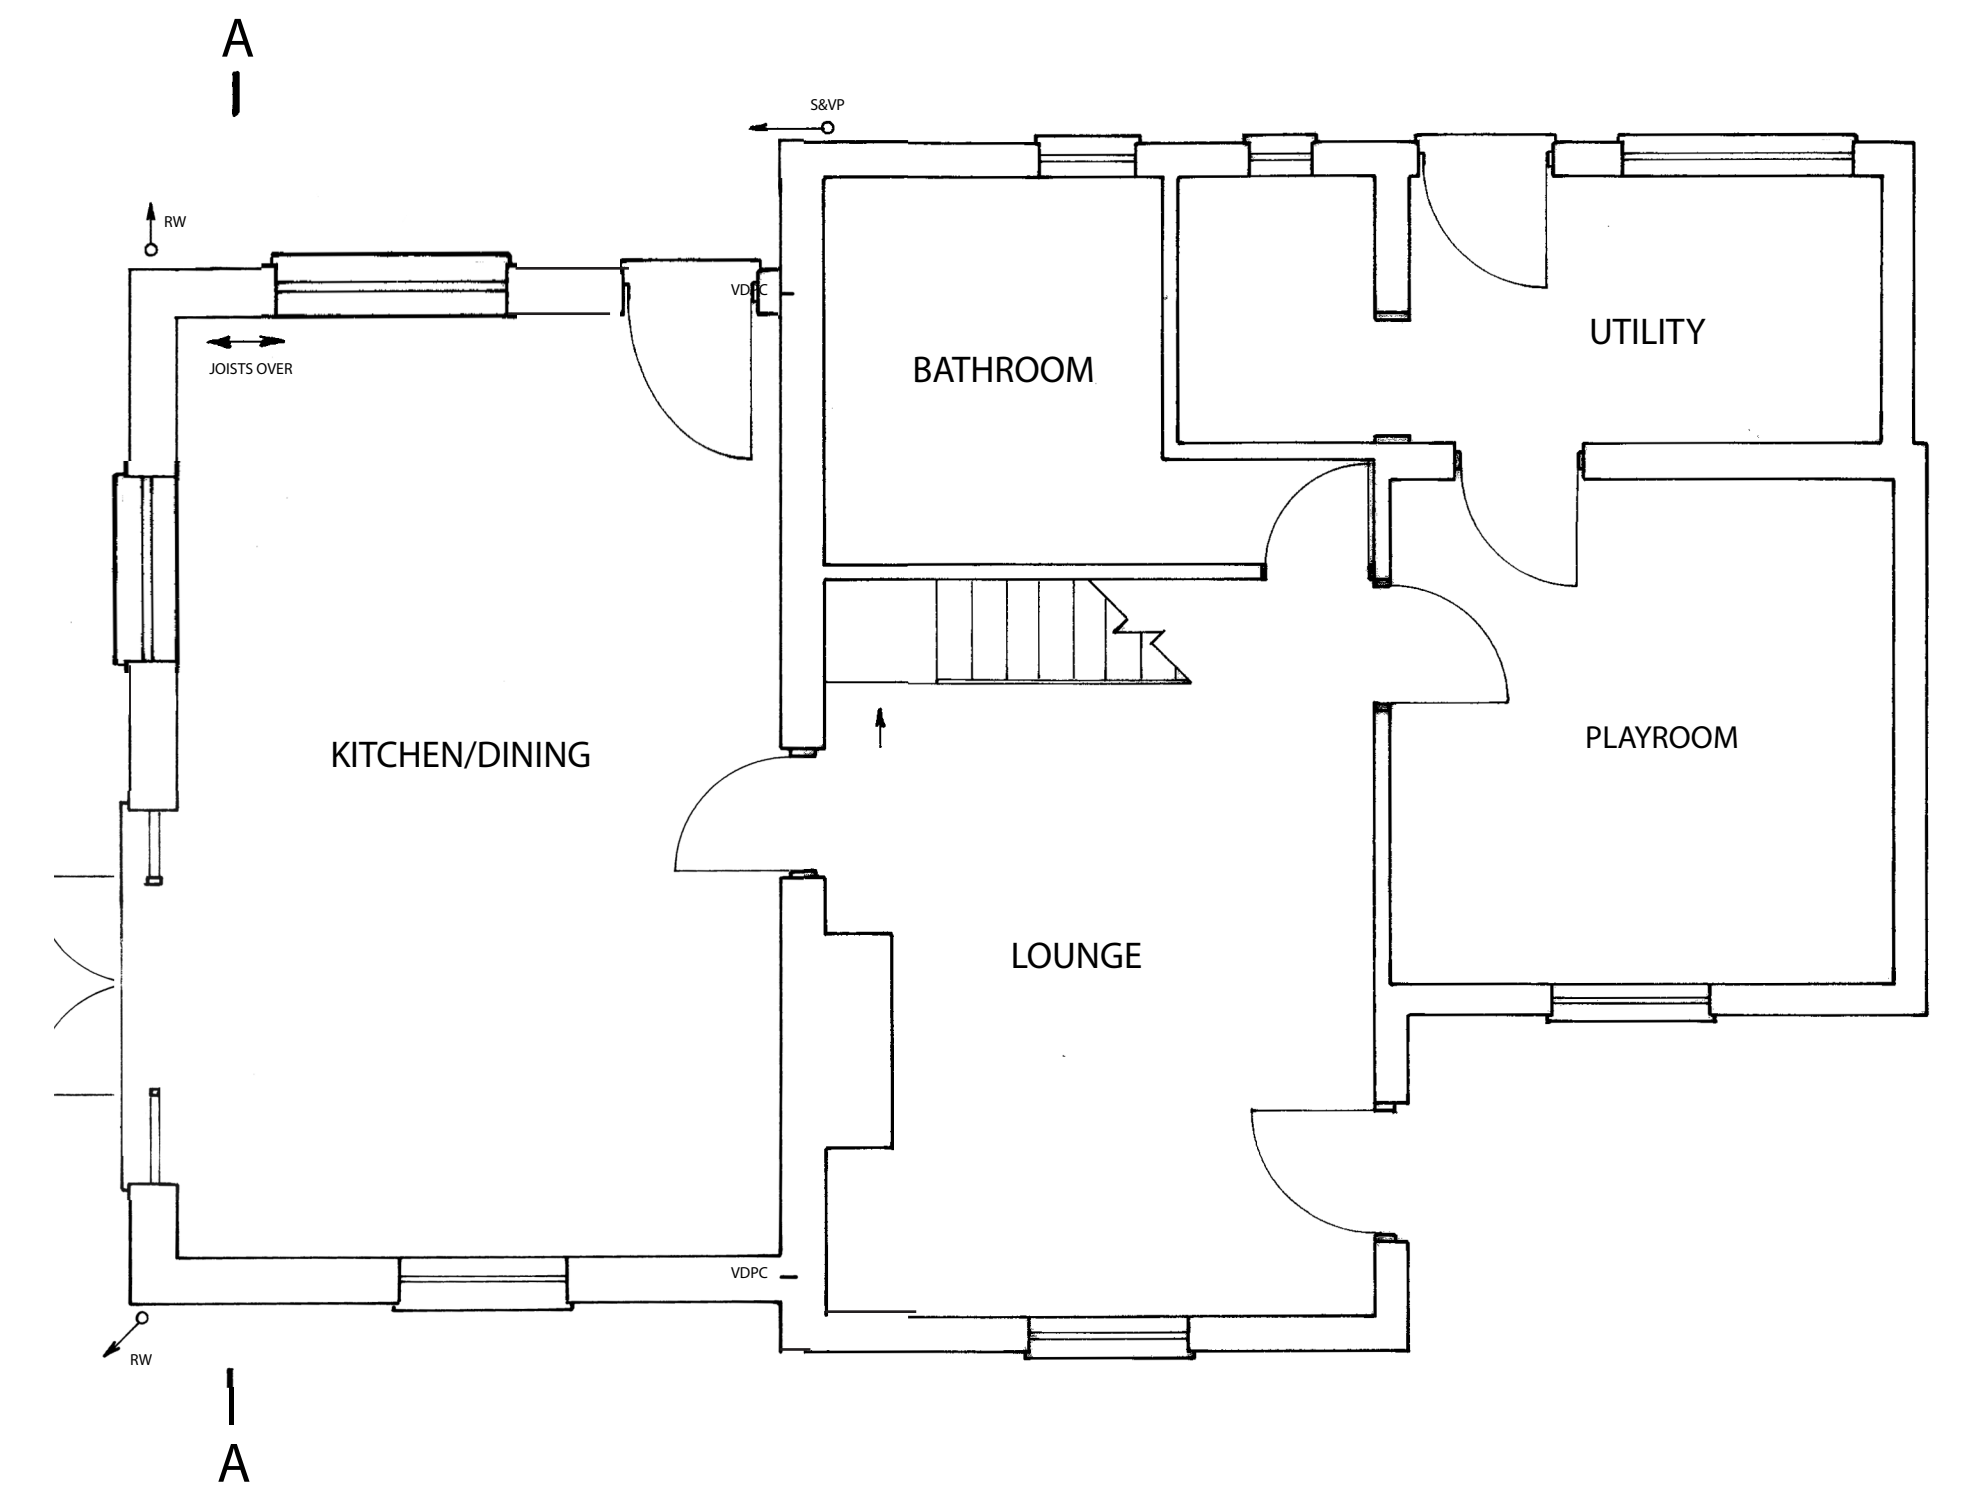 A
S&VP
RW
VDPC
JOISTS OVER
UTILITY
BATHROOM
PLAYROOM
KITCHEN/DINING
LOUNGE
VDPC
RW
A